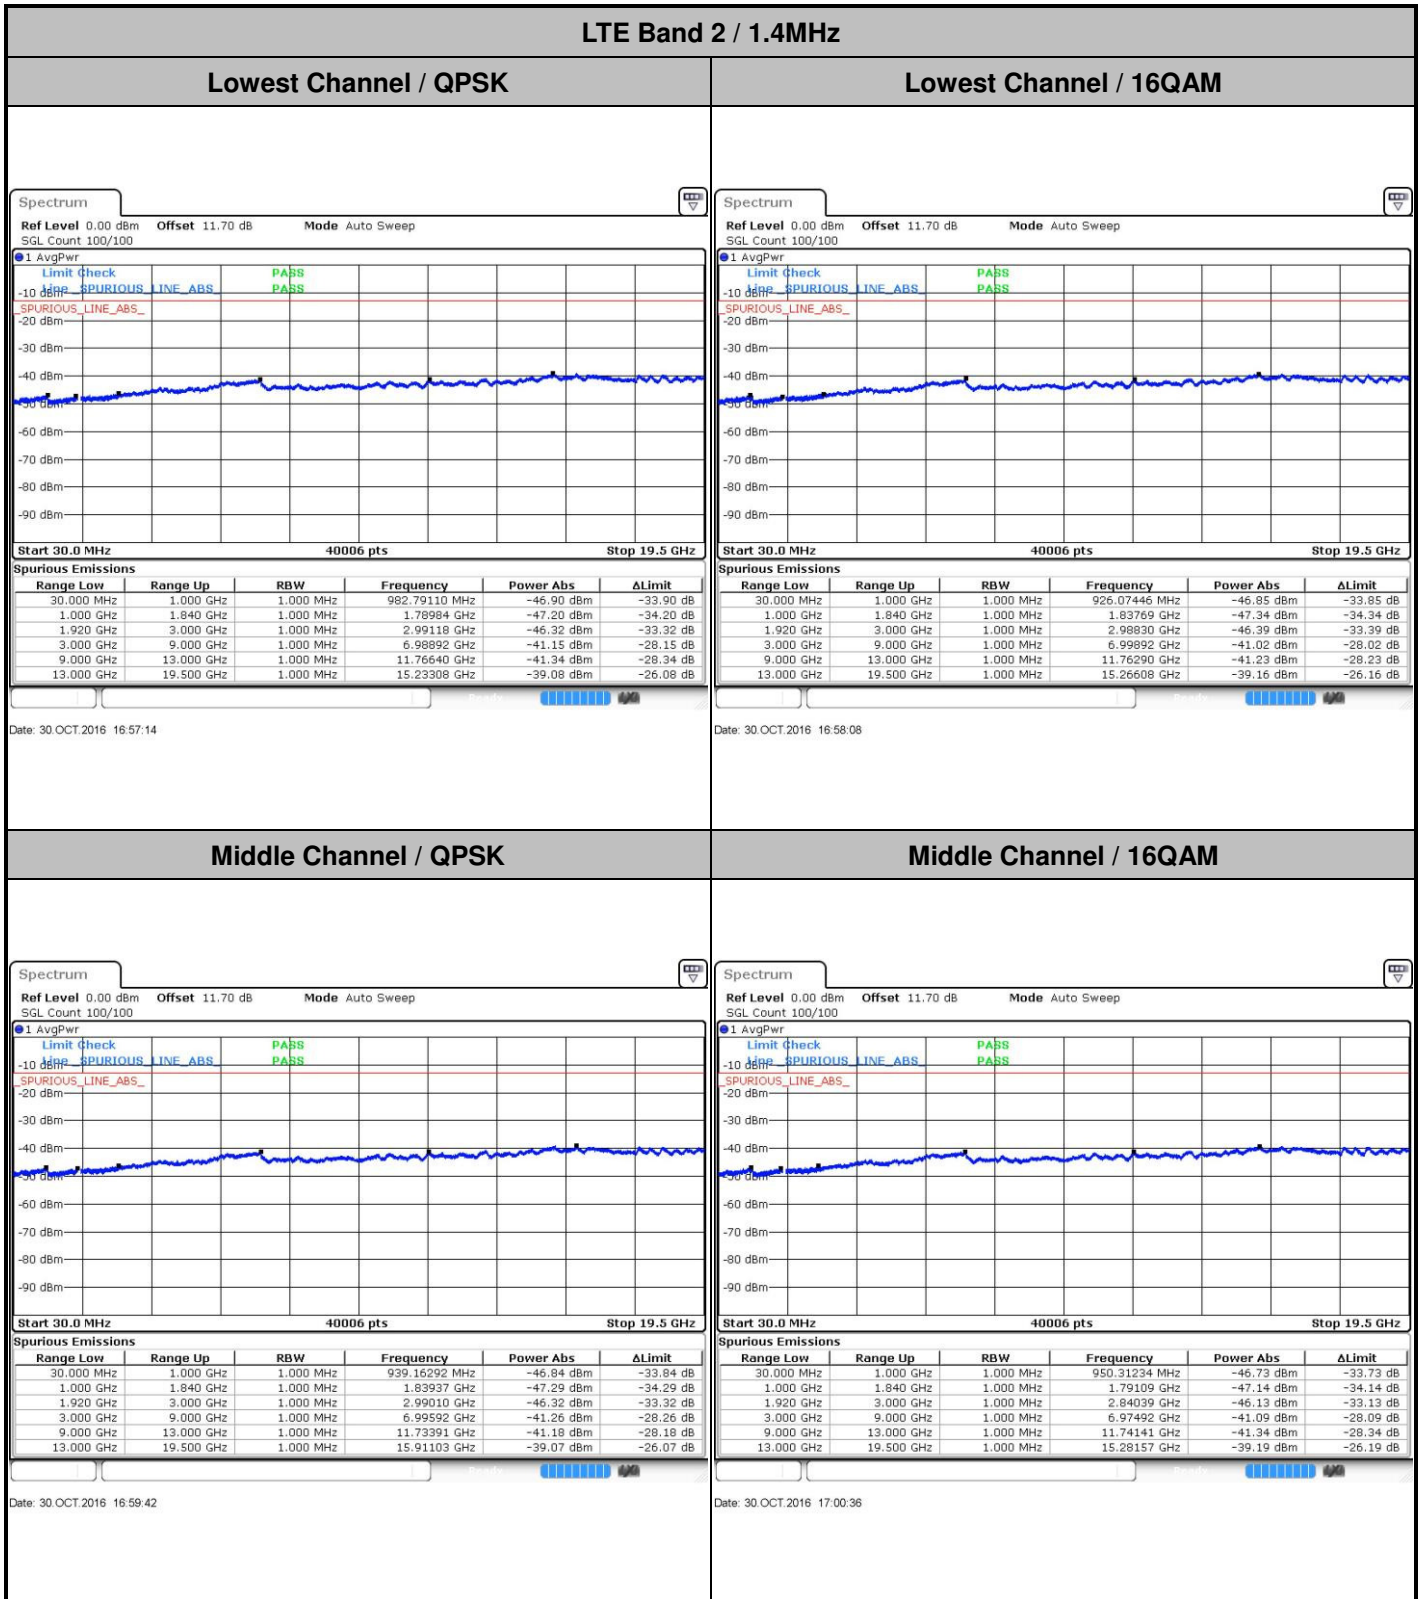 LTE Band 2 / 1.4MHz
Lowest Channel / QPSK
Lowest Channel / 16QAM
Spectrum
Ref Level 0.00 dBm Offset 11.70 dB Mode Auto Sweep
SGL Count 100/100
1 AvgPwr
Limit Check PASS
Line _SPURIOUS_LINE_ABS_ PASS
-10 dBm
_SPURIOUS_LINE_ABS_
-20 dBm
-30 dBm
-40 dBm
-50 dBm
-60 dBm
-70 dBm
-80 dBm
-90 dBm
Start 30.0 MHz 40006 pts Stop 19.5 GHz
Spurious Emissions
Range Low Range Up RBW Frequency Power Abs ΔLimit
30.000 MHz 1.000 GHz 1.000 MHz 982.79110 MHz -46.90 dBm -33.90 dB
1.000 GHz 1.840 GHz 1.000 MHz 1.78984 GHz -47.20 dBm -34.20 dB
1.920 GHz 3.000 GHz 1.000 MHz 2.99118 GHz -46.32 dBm -33.32 dB
3.000 GHz 9.000 GHz 1.000 MHz 6.98892 GHz -41.15 dBm -28.15 dB
9.000 GHz 13.000 GHz 1.000 MHz 11.76640 GHz -41.34 dBm -28.34 dB
13.000 GHz 19.500 GHz 1.000 MHz 15.23308 GHz -39.08 dBm -26.08 dB
Date: 30.OCT.2016 16:57:14
Spectrum
Ref Level 0.00 dBm Offset 11.70 dB Mode Auto Sweep
SGL Count 100/100
1 AvgPwr
Limit Check PASS
Line _SPURIOUS_LINE_ABS_ PASS
-10 dBm
_SPURIOUS_LINE_ABS_
-20 dBm
-30 dBm
-40 dBm
-50 dBm
-60 dBm
-70 dBm
-80 dBm
-90 dBm
Start 30.0 MHz 40006 pts Stop 19.5 GHz
Spurious Emissions
Range Low Range Up RBW Frequency Power Abs ΔLimit
30.000 MHz 1.000 GHz 1.000 MHz 926.07446 MHz -46.85 dBm -33.85 dB
1.000 GHz 1.840 GHz 1.000 MHz 1.83769 GHz -47.34 dBm -34.34 dB
1.920 GHz 3.000 GHz 1.000 MHz 2.98830 GHz -46.39 dBm -33.39 dB
3.000 GHz 9.000 GHz 1.000 MHz 6.99892 GHz -41.02 dBm -28.02 dB
9.000 GHz 13.000 GHz 1.000 MHz 11.76290 GHz -41.23 dBm -28.23 dB
13.000 GHz 19.500 GHz 1.000 MHz 15.26608 GHz -39.16 dBm -26.16 dB
Date: 30.OCT.2016 16:58:08
Middle Channel / QPSK
Middle Channel / 16QAM
Spectrum
Ref Level 0.00 dBm Offset 11.70 dB Mode Auto Sweep
SGL Count 100/100
1 AvgPwr
Limit Check PASS
Line _SPURIOUS_LINE_ABS_ PASS
-10 dBm
_SPURIOUS_LINE_ABS_
-20 dBm
-30 dBm
-40 dBm
-50 dBm
-60 dBm
-70 dBm
-80 dBm
-90 dBm
Start 30.0 MHz 40006 pts Stop 19.5 GHz
Spurious Emissions
Range Low Range Up RBW Frequency Power Abs ΔLimit
30.000 MHz 1.000 GHz 1.000 MHz 939.16292 MHz -46.84 dBm -33.84 dB
1.000 GHz 1.840 GHz 1.000 MHz 1.83937 GHz -47.29 dBm -34.29 dB
1.920 GHz 3.000 GHz 1.000 MHz 2.99010 GHz -46.32 dBm -33.32 dB
3.000 GHz 9.000 GHz 1.000 MHz 6.99592 GHz -41.26 dBm -28.26 dB
9.000 GHz 13.000 GHz 1.000 MHz 11.73391 GHz -41.18 dBm -28.18 dB
13.000 GHz 19.500 GHz 1.000 MHz 15.91103 GHz -39.07 dBm -26.07 dB
Date: 30.OCT.2016 16:59:42
Spectrum
Ref Level 0.00 dBm Offset 11.70 dB Mode Auto Sweep
SGL Count 100/100
1 AvgPwr
Limit Check PASS
Line _SPURIOUS_LINE_ABS_ PASS
-10 dBm
_SPURIOUS_LINE_ABS_
-20 dBm
-30 dBm
-40 dBm
-50 dBm
-60 dBm
-70 dBm
-80 dBm
-90 dBm
Start 30.0 MHz 40006 pts Stop 19.5 GHz
Spurious Emissions
Range Low Range Up RBW Frequency Power Abs ΔLimit
30.000 MHz 1.000 GHz 1.000 MHz 950.31234 MHz -46.73 dBm -33.73 dB
1.000 GHz 1.840 GHz 1.000 MHz 1.79109 GHz -47.14 dBm -34.14 dB
1.920 GHz 3.000 GHz 1.000 MHz 2.84039 GHz -46.13 dBm -33.13 dB
3.000 GHz 9.000 GHz 1.000 MHz 6.97492 GHz -41.09 dBm -28.09 dB
9.000 GHz 13.000 GHz 1.000 MHz 11.74141 GHz -41.34 dBm -28.34 dB
13.000 GHz 19.500 GHz 1.000 MHz 15.28157 GHz -39.19 dBm -26.19 dB
Date: 30.OCT.2016 17:00:36